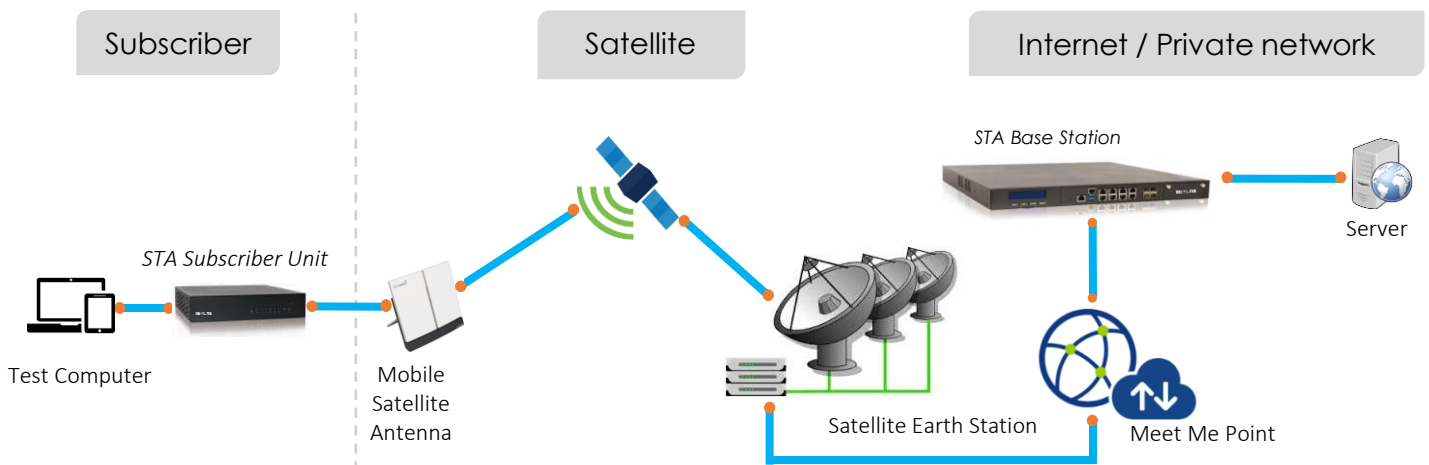 Subscriber
Satellite
Internet / Private network
STA Base Station
Server
STA Subscriber Unit
Test Computer
Mobile
Satellite
Antenna
Satellite Earth Station
Meet Me Point